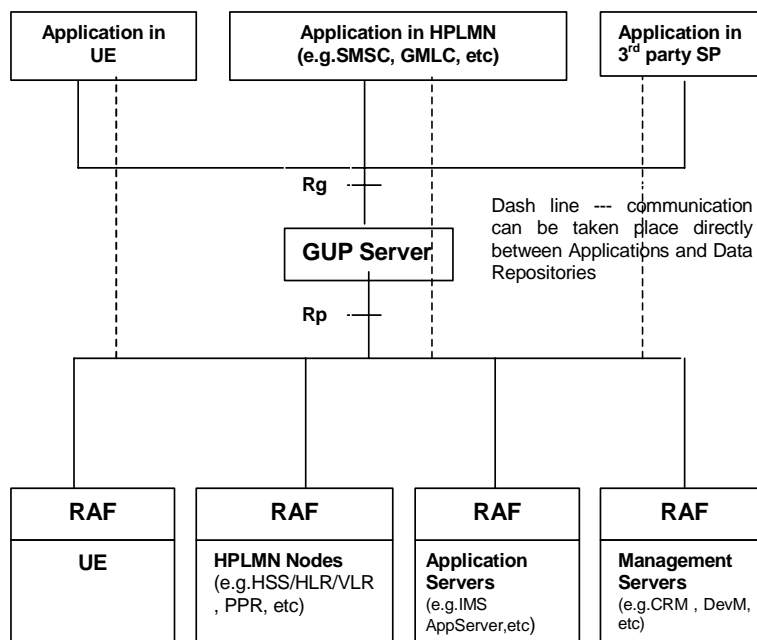 Application in
UE
Application in HPLMN
(e.g.SMSC, GMLC, etc)
Application in
3rd party SP
Rg
Dash line --- communication
can be taken place directly
between Applications and Data
Repositories
GUP Server
Rp
RAF
UE
RAF
HPLMN Nodes
(e.g.HSS/HLR/VLR
, PPR, etc)
RAF
Application
Servers
(e.g.IMS
AppServer,etc)
RAF
Management
Servers
(e.g.CRM , DevM,
etc)